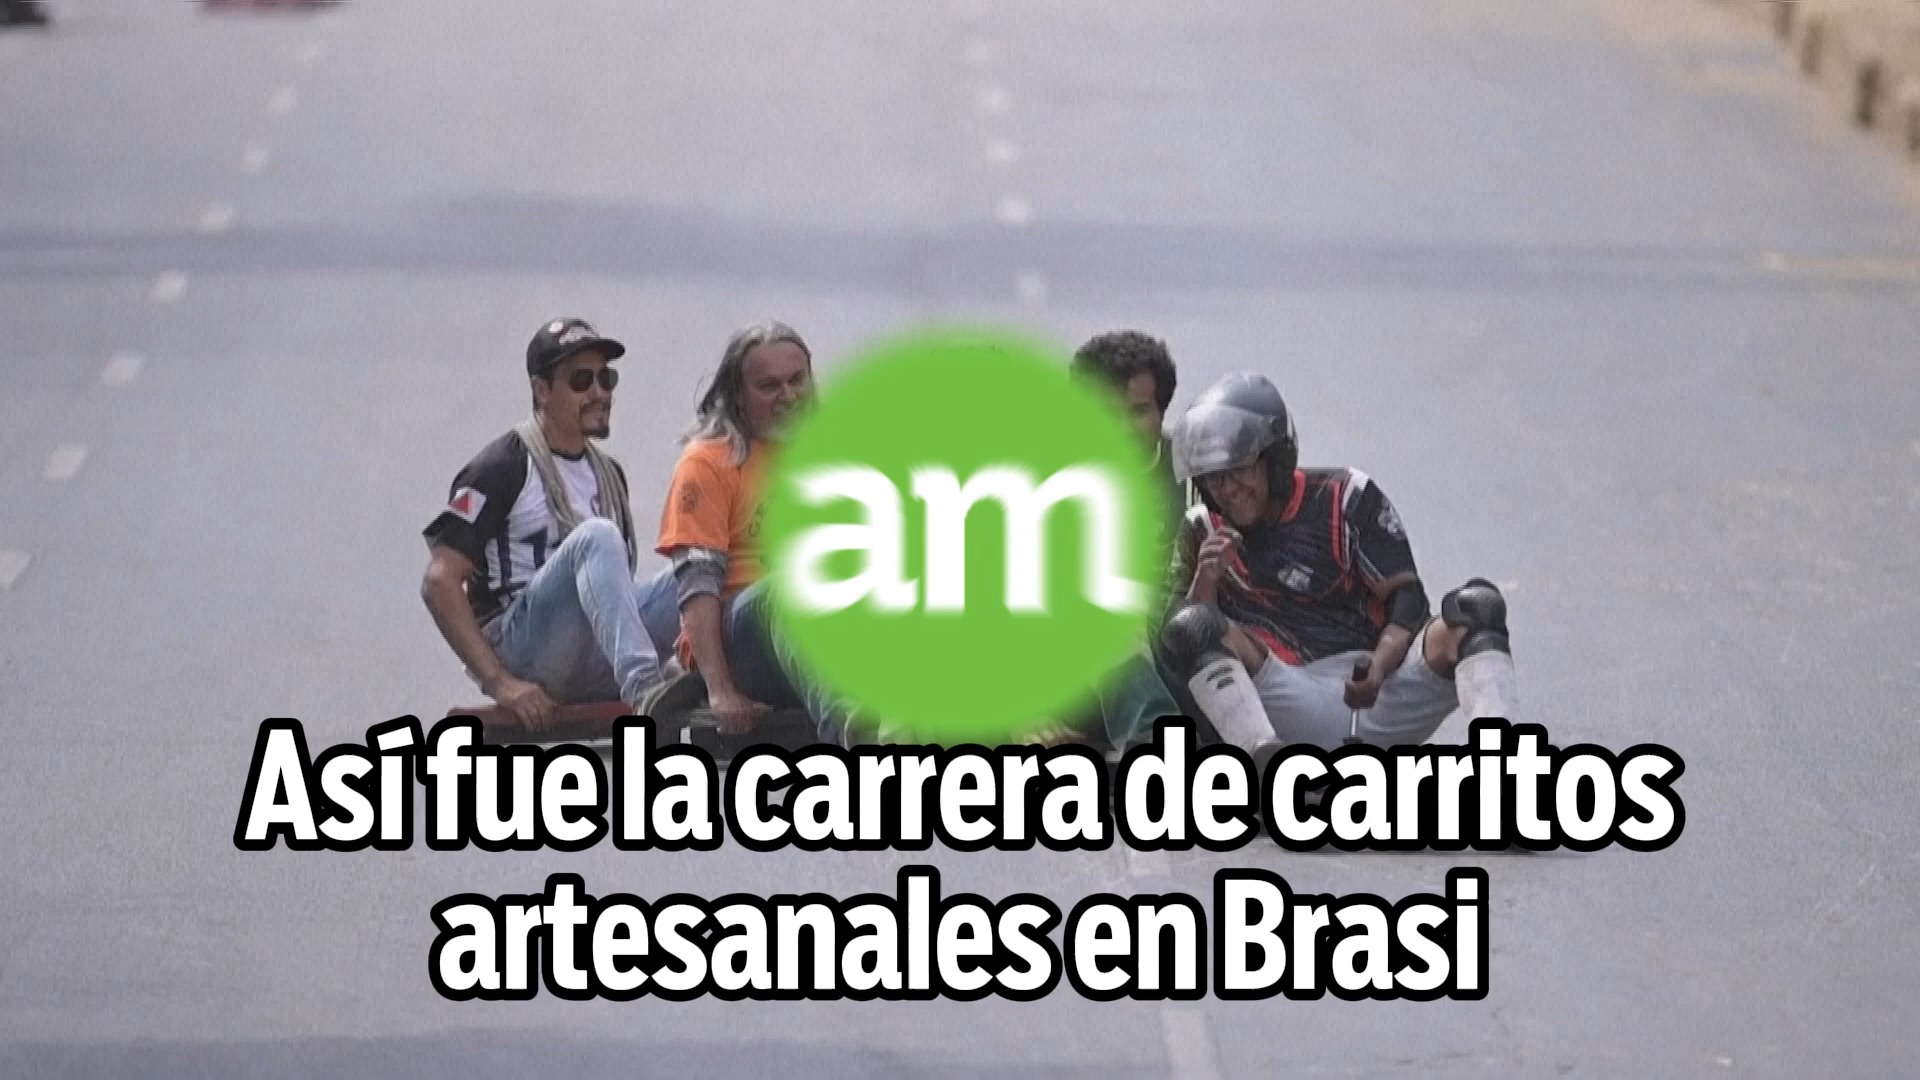 am
Así fue la carrera de carritos
artesanales en Brasi